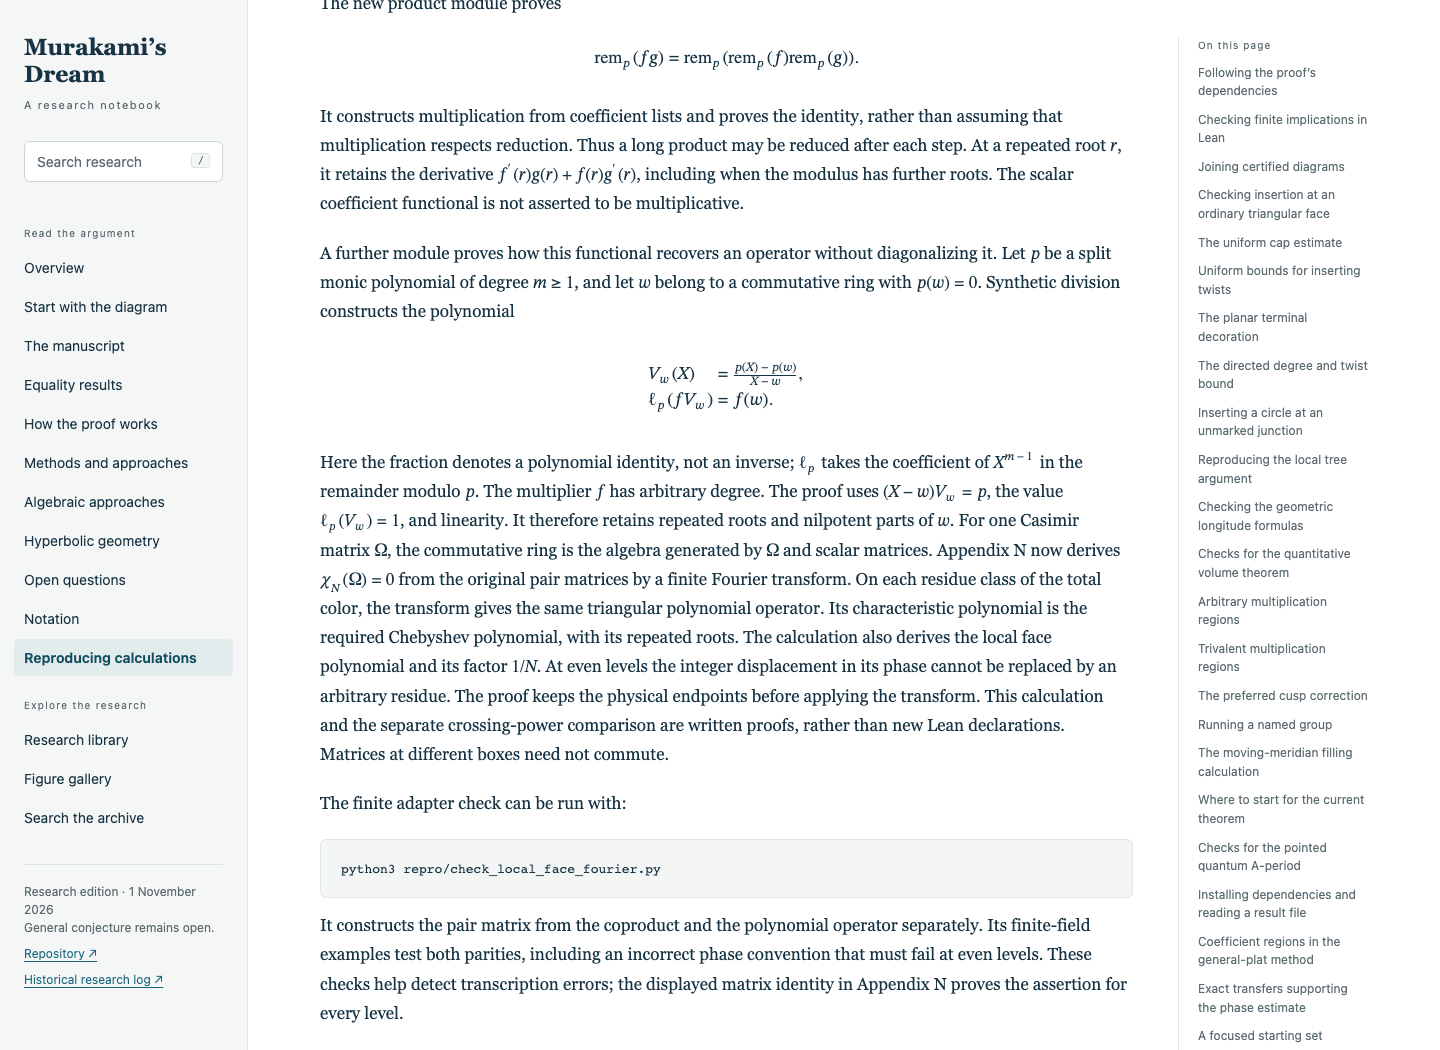 Murakami's
Dream
A research notebook
Search research /
Read the argument
Overview
Start with the diagram
The manuscript
Equality results
How the proof works
Methods and approaches
Algebraic approaches
Hyperbolic geometry
Open questions
Notation
Reproducing calculations
Explore the research
Research library
Figure gallery
Search the archive
Research edition · 1 November
2026
General conjecture remains open.
Repository ↗
Historical research log ↗
The new product module proves
rem_p(fg) = rem_p(rem_p(f)rem_p(g)).
It constructs multiplication from coefficient lists and proves the identity, rather than assuming that
multiplication respects reduction. Thus a long product may be reduced after each step. At a repeated root r,
it retains the derivative f′(r)g(r) + f(r)g′(r), including when the modulus has further roots. The scalar
coefficient functional is not asserted to be multiplicative.
A further module proves how this functional recovers an operator without diagonalizing it. Let p be a split
monic polynomial of degree m ≥ 1, and let w belong to a commutative ring with p(w) = 0. Synthetic division
constructs the polynomial
V_w(X) = (p(X) − p(w))/(X − w),
ℓ_p(fV_w) = f(w).
Here the fraction denotes a polynomial identity, not an inverse; ℓ_p takes the coefficient of X^{m−1} in the
remainder modulo p. The multiplier f has arbitrary degree. The proof uses (X − w)V_w = p, the value
ℓ_p(V_w) = 1, and linearity. It therefore retains repeated roots and nilpotent parts of w. For one Casimir
matrix Ω, the commutative ring is the algebra generated by Ω and scalar matrices. Appendix N now derives
χ_N(Ω) = 0 from the original pair matrices by a finite Fourier transform. On each residue class of the total
color, the transform gives the same triangular polynomial operator. Its characteristic polynomial is the
required Chebyshev polynomial, with its repeated roots. The calculation also derives the local face
polynomial and its factor 1/N. At even levels the integer displacement in its phase cannot be replaced by an
arbitrary residue. The proof keeps the physical endpoints before applying the transform. This calculation
and the separate crossing-power comparison are written proofs, rather than new Lean declarations.
Matrices at different boxes need not commute.
The finite adapter check can be run with:
python3 repro/check_local_face_fourier.py
It constructs the pair matrix from the coproduct and the polynomial operator separately. Its finite-field
examples test both parities, including an incorrect phase convention that must fail at even levels. These
checks help detect transcription errors; the displayed matrix identity in Appendix N proves the assertion for
every level.
On this page
Following the proof's
dependencies
Checking finite implications in
Lean
Joining certified diagrams
Checking insertion at an
ordinary triangular face
The uniform cap estimate
Uniform bounds for inserting
twists
The planar terminal
decoration
The directed degree and twist
bound
Inserting a circle at an
unmarked junction
Reproducing the local tree
argument
Checking the geometric
longitude formulas
Checks for the quantitative
volume theorem
Arbitrary multiplication
regions
Trivalent multiplication
regions
The preferred cusp correction
Running a named group
The moving-meridian filling
calculation
Where to start for the current
theorem
Checks for the pointed
quantum A-period
Installing dependencies and
reading a result file
Coefficient regions in the
general-plat method
Exact transfers supporting
the phase estimate
A focused starting set